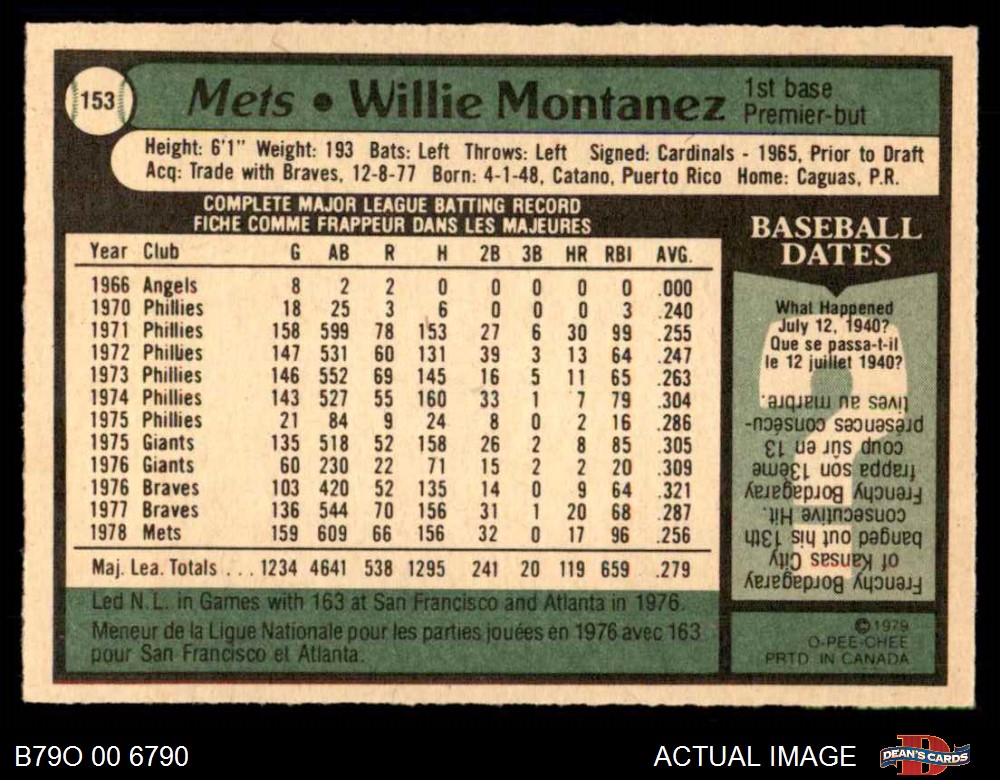 153
Mets • Willie Montanez
1st base
Premier-but
Height: 6'1" Weight: 193 Bats: Left Throws: Left Signed: Cardinals - 1965, Prior to Draft
Acq: Trade with Braves, 12-8-77 Born: 4-1-48, Catano, Puerto Rico Home: Caguas, P.R.
COMPLETE MAJOR LEAGUE BATTING RECORD
FICHE COMME FRAPPEUR DANS LES MAJEURES
Year Club G AB R H 2B 3B HR RBI AVG.
1966 Angels 8 2 2 0 0 0 0 0 .000
1970 Phillies 18 25 3 6 0 0 0 3 .240
1971 Phillies 158 599 78 153 27 6 30 99 .255
1972 Phillies 147 531 60 131 39 3 13 64 .247
1973 Phillies 146 552 69 145 16 5 11 65 .263
1974 Phillies 143 527 55 160 33 1 7 79 .304
1975 Phillies 21 84 9 24 8 0 2 16 .286
1975 Giants 135 518 52 158 26 2 8 85 .305
1976 Giants 60 230 22 71 15 2 2 20 .309
1976 Braves 103 420 52 135 14 0 9 64 .321
1977 Braves 136 544 70 156 31 1 20 68 .287
1978 Mets 159 609 66 156 32 0 17 96 .256
Maj. Lea. Totals . . . 1234 4641 538 1295 241 20 119 659 .279
Led N.L. in Games with 163 at San Francisco and Atlanta in 1976.
Meneur de la Ligue Nationale pour les parties jouées en 1976 avec 163
pour San Francisco et Atlanta.
BASEBALL
DATES
What Happened
July 12, 1940?
Que se passa-t-il
le 12 juillet 1940?
Frenchy Bordagaray
of Kansas City
banged out his 13th
consecutive Hit.
Frenchy Bordagaray
frappa son 13ème
coup sûr en 13
présences consécu-
tives au marbre.
©1979
O-PEE-CHEE
PRTD. IN CANADA
B79O 00 6790
ACTUAL IMAGE
DEAN'S CARDS